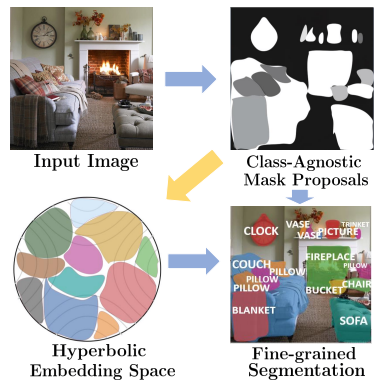 Input Image
Class-Agnostic
Mask Proposals
Hyperbolic
Embedding Space
CLOCK
VASE
VASE
PICTURE
TRINKET
FIREPLACE
COUCH
PILLOW
PILLOW
PILLOW
PILLOW
BUCKET
CHAIR
BLANKET
SOFA
Fine-grained
Segmentation